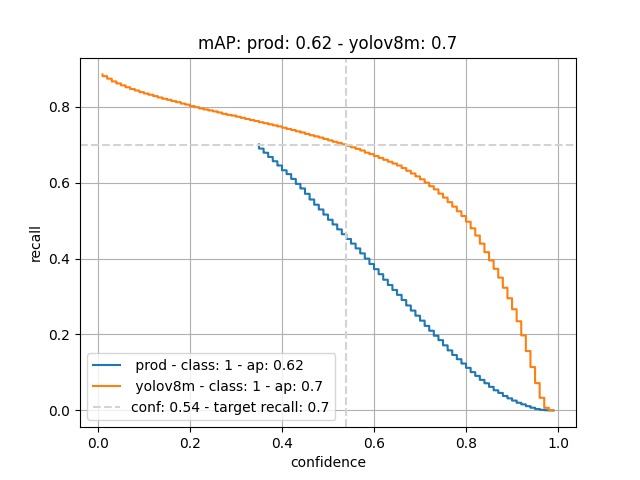 mAP: prod: 0.62 - yolov8m: 0.7
recall
0.8
0.6
0.4
0.2
0.0
prod - class: 1 - ap: 0.62
yolov8m - class: 1 - ap: 0.7
conf: 0.54 - target recall: 0.7
0.0 0.2 0.4 0.6 0.8 1.0
confidence